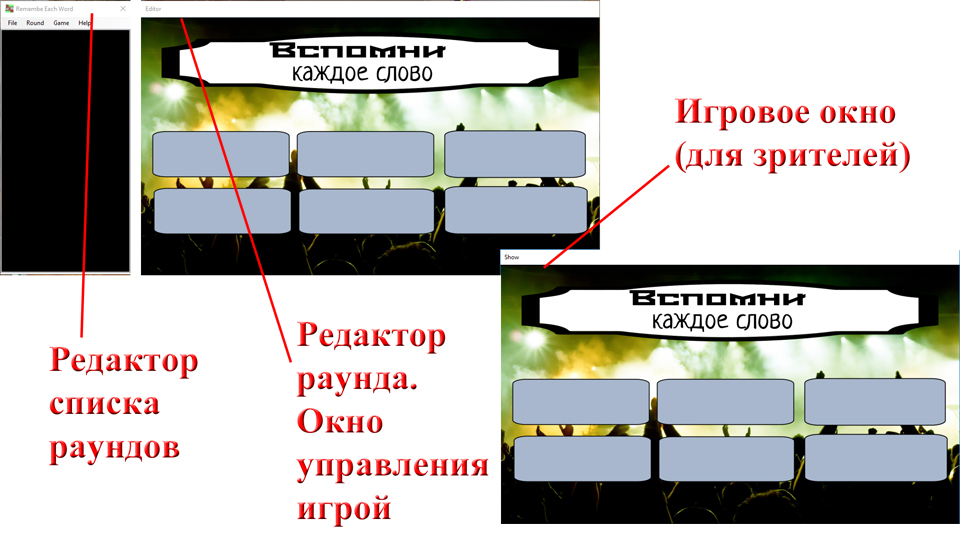 Remambe Each Word
File Round Game Help
Editor
Вспомни
каждое слово
Игровое окно
(для зрителей)
Show
Вспомни
каждое слово
Редактор
списка
раундов
Редактор
раунда.
Окно
управления
игрой